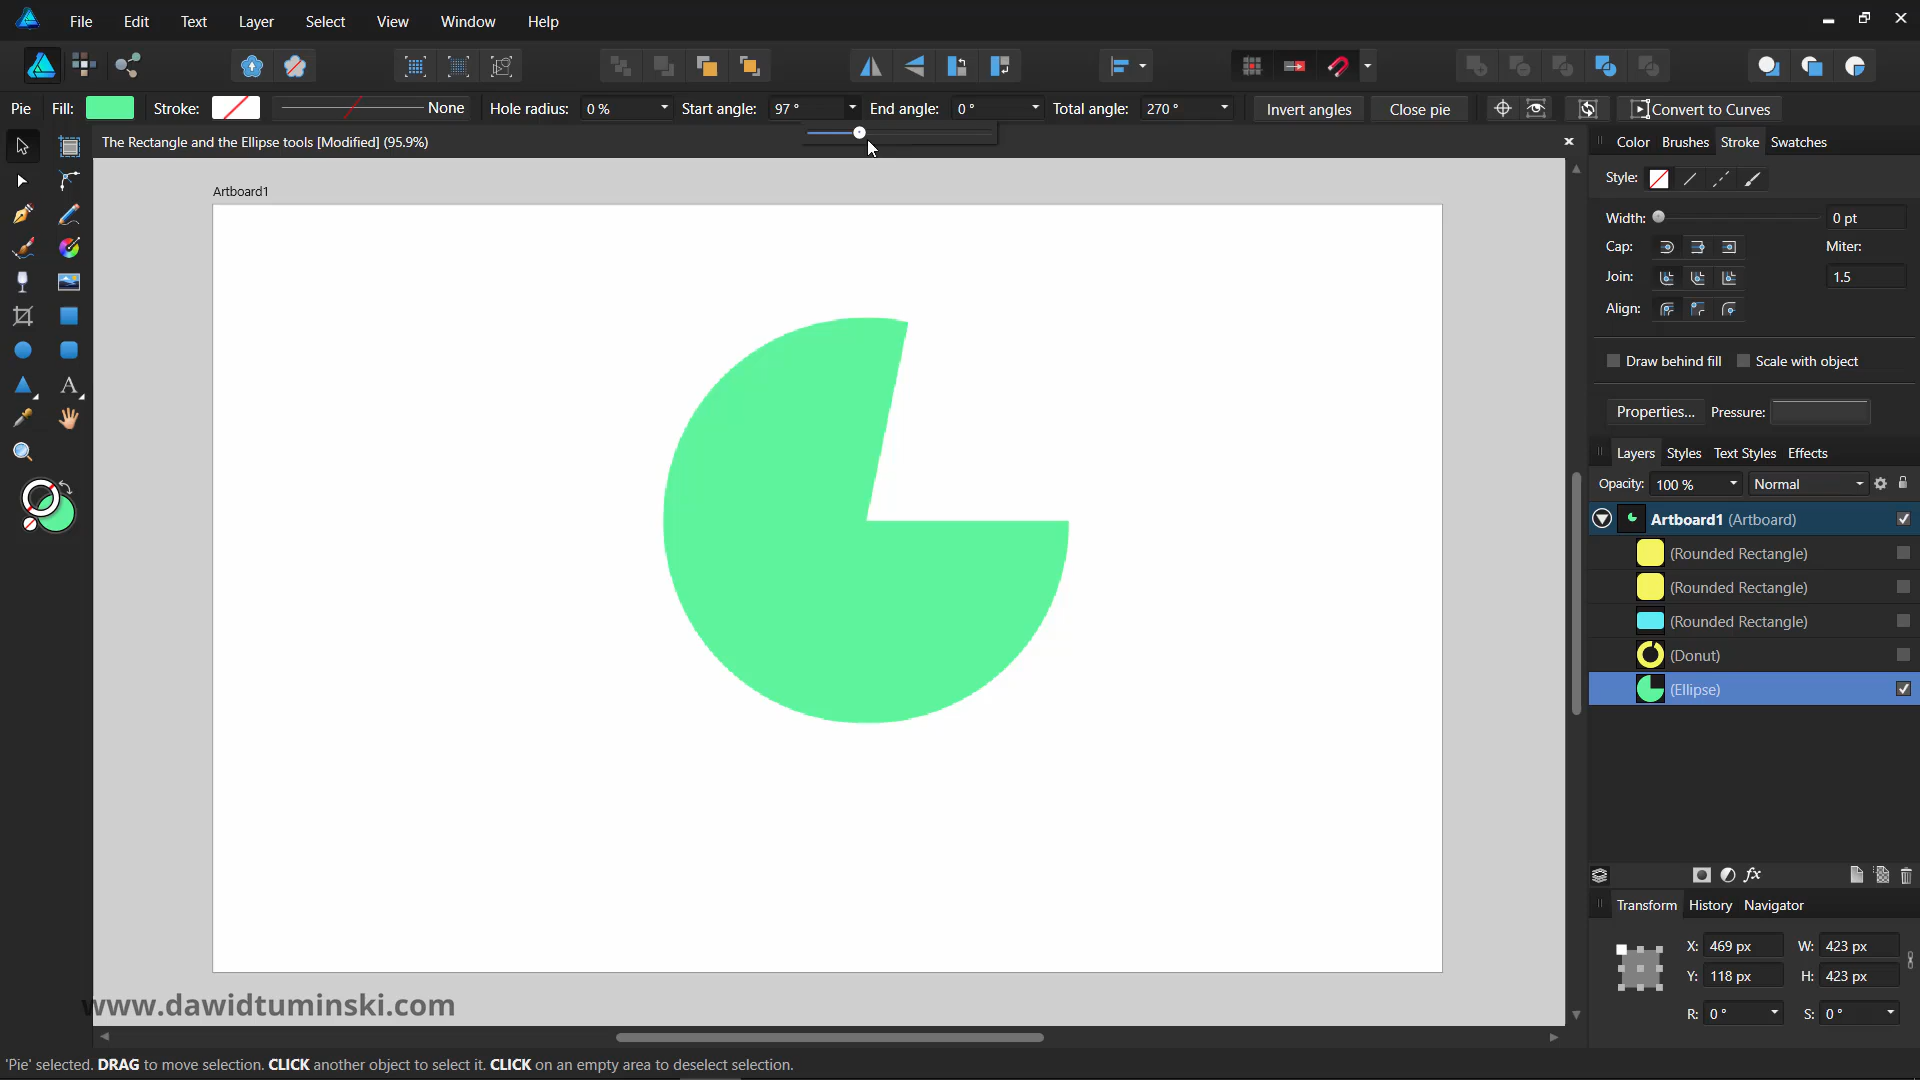 File Edit Text Layer Select View Window Help
Pie Fill: Stroke: None Hole radius: 0 % Start angle: 97 ° End angle: 0 ° Total angle: 270 ° Invert angles Close pie Convert to Curves
The Rectangle and the Ellipse tools [Modified] (95.9%)
Color Brushes Stroke Swatches
Style:
Width: 0 pt
Cap: Miter:
Join: 1.5
Align:
Draw behind fill Scale with object
Properties... Pressure:
Layers Styles Text Styles Effects
Opacity: 100 % Normal
Artboard1 (Artboard)
(Rounded Rectangle)
(Rounded Rectangle)
(Rounded Rectangle)
(Donut)
(Ellipse)
fx
Transform History Navigator
X: 469 px W: 423 px
Y: 118 px H: 423 px
R: 0 ° S: 0 °
Artboard1
www.dawidtuminski.com
'Pie' selected. DRAG to move selection. CLICK another object to select it. CLICK on an empty area to deselect selection.